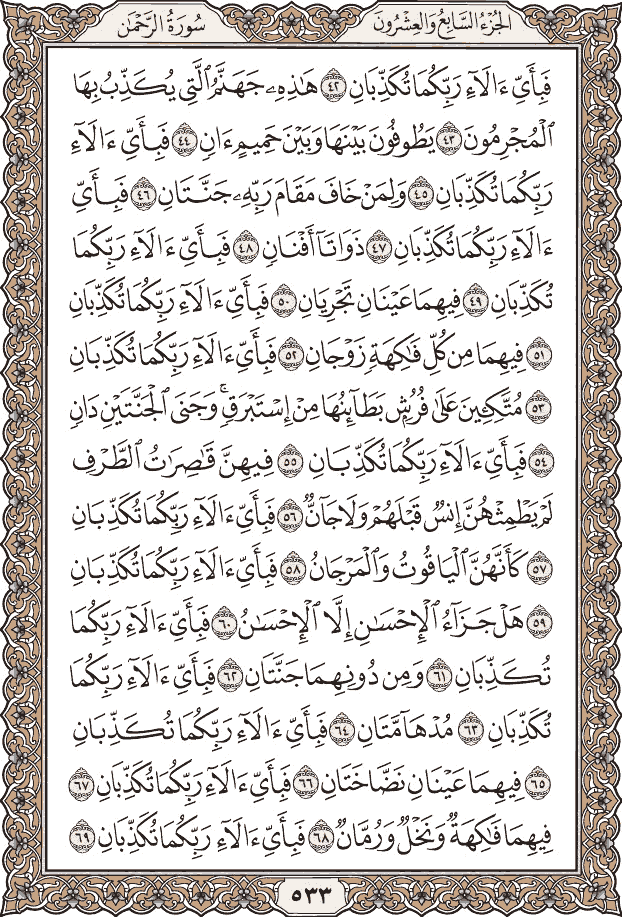 الجُزْءُ السَّابِعُ وَالعِشْرُونَ
سُورَةُ الرَّحْمَن
فَبِأَيِّ ءَالَآءِ رَبِّكُمَا تُكَذِّبَانِ ٤٢ هَٰذِهِۦ جَهَنَّمُ ٱلَّتِي يُكَذِّبُ بِهَا
ٱلْمُجْرِمُونَ ٤٣ يَطُوفُونَ بَيْنَهَا وَبَيْنَ حَمِيمٍ ءَانٍ ٤٤ فَبِأَيِّ ءَالَآءِ
رَبِّكُمَا تُكَذِّبَانِ ٤٥ وَلِمَنْ خَافَ مَقَامَ رَبِّهِۦ جَنَّتَانِ ٤٦ فَبِأَيِّ
ءَالَآءِ رَبِّكُمَا تُكَذِّبَانِ ٤٧ ذَوَاتَآ أَفْنَانٍ ٤٨ فَبِأَيِّ ءَالَآءِ رَبِّكُمَا
تُكَذِّبَانِ ٤٩ فِيهِمَا عَيْنَانِ تَجْرِيَانِ ٥٠ فَبِأَيِّ ءَالَآءِ رَبِّكُمَا تُكَذِّبَانِ
٥١ فِيهِمَا مِن كُلِّ فَٰكِهَةٍ زَوْجَانِ ٥٢ فَبِأَيِّ ءَالَآءِ رَبِّكُمَا تُكَذِّبَانِ
٥٣ مُتَّكِـِٔينَ عَلَىٰ فُرُشٍۭ بَطَآئِنُهَا مِنْ إِسْتَبْرَقٍۚ وَجَنَى ٱلْجَنَّتَيْنِ دَانٍ
٥٤ فَبِأَيِّ ءَالَآءِ رَبِّكُمَا تُكَذِّبَانِ ٥٥ فِيهِنَّ قَٰصِرَٰتُ ٱلطَّرْفِ
لَمْ يَطْمِثْهُنَّ إِنسٌ قَبْلَهُمْ وَلَا جَآنٌّ ٥٦ فَبِأَيِّ ءَالَآءِ رَبِّكُمَا تُكَذِّبَانِ
٥٧ كَأَنَّهُنَّ ٱلْيَاقُوتُ وَٱلْمَرْجَانُ ٥٨ فَبِأَيِّ ءَالَآءِ رَبِّكُمَا تُكَذِّبَانِ
٥٩ هَلْ جَزَآءُ ٱلْإِحْسَٰنِ إِلَّا ٱلْإِحْسَٰنُ ٦٠ فَبِأَيِّ ءَالَآءِ رَبِّكُمَا
تُكَذِّبَانِ ٦١ وَمِن دُونِهِمَا جَنَّتَانِ ٦٢ فَبِأَيِّ ءَالَآءِ رَبِّكُمَا
تُكَذِّبَانِ ٦٣ مُدْهَآمَّتَانِ ٦٤ فَبِأَيِّ ءَالَآءِ رَبِّكُمَا تُكَذِّبَانِ
٦٥ فِيهِمَا عَيْنَانِ نَضَّاخَتَانِ ٦٦ فَبِأَيِّ ءَالَآءِ رَبِّكُمَا تُكَذِّبَانِ ٦٧
فِيهِمَا فَٰكِهَةٌ وَنَخْلٌ وَرُمَّانٌ ٦٨ فَبِأَيِّ ءَالَآءِ رَبِّكُمَا تُكَذِّبَانِ ٦٩
٥٣٣